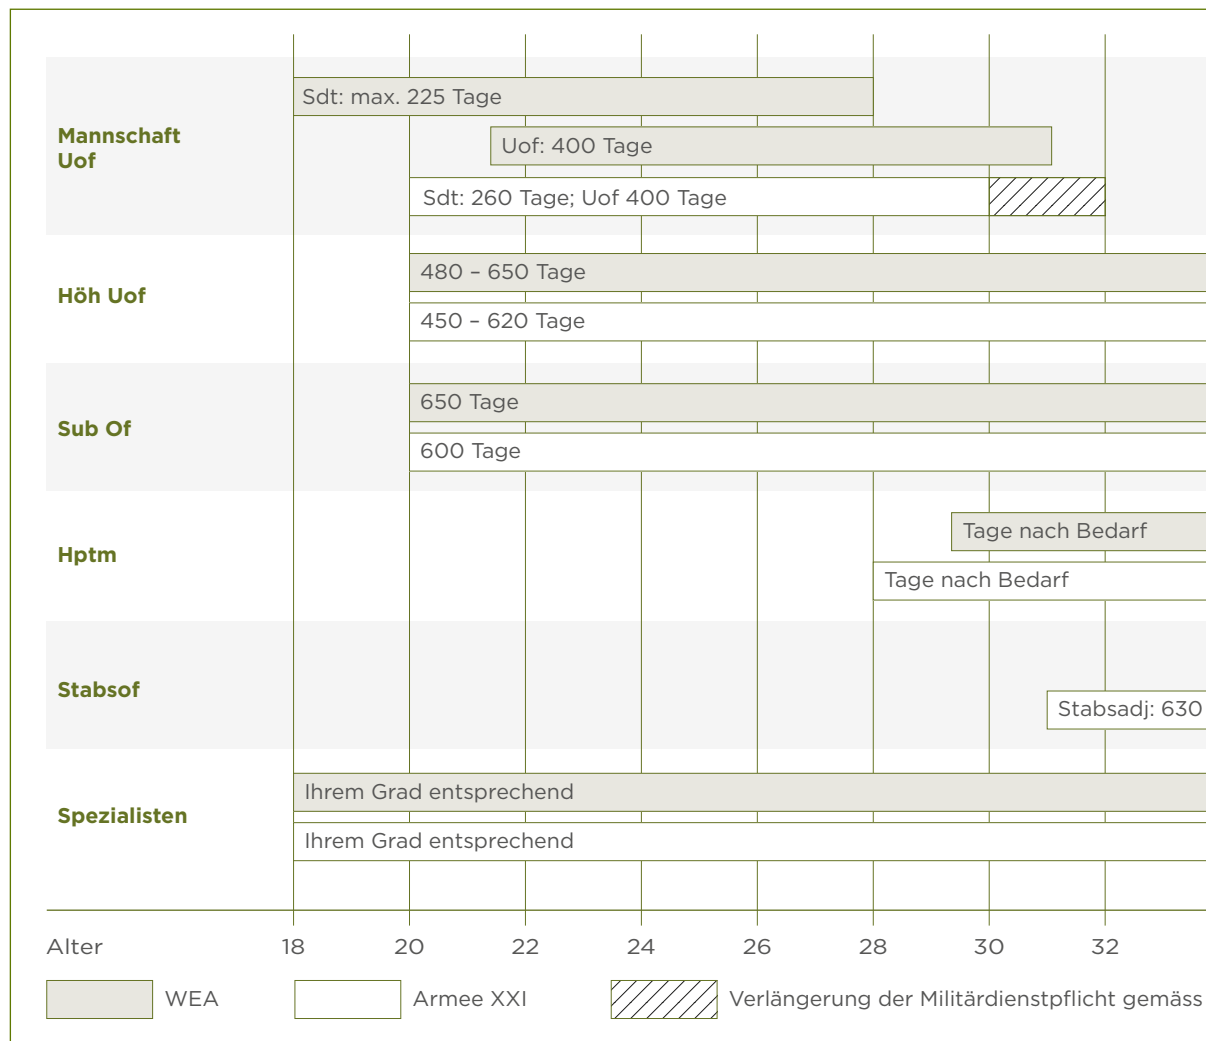 Mannschaft
Uof
Sdt: max. 225 Tage
Uof: 400 Tage
Sdt: 260 Tage; Uof 400 Tage
Höh Uof
480 – 650 Tage
450 – 620 Tage
Sub Of
650 Tage
600 Tage
Hptm
Tage nach Bedarf
Tage nach Bedarf
Stabsof
Stabsadj: 630
Spezialisten
Ihrem Grad entsprechend
Ihrem Grad entsprechend
Alter 18 20 22 24 26 28 30 32
WEA Armee XXI Verlängerung der Militärdienstpflicht gemäss